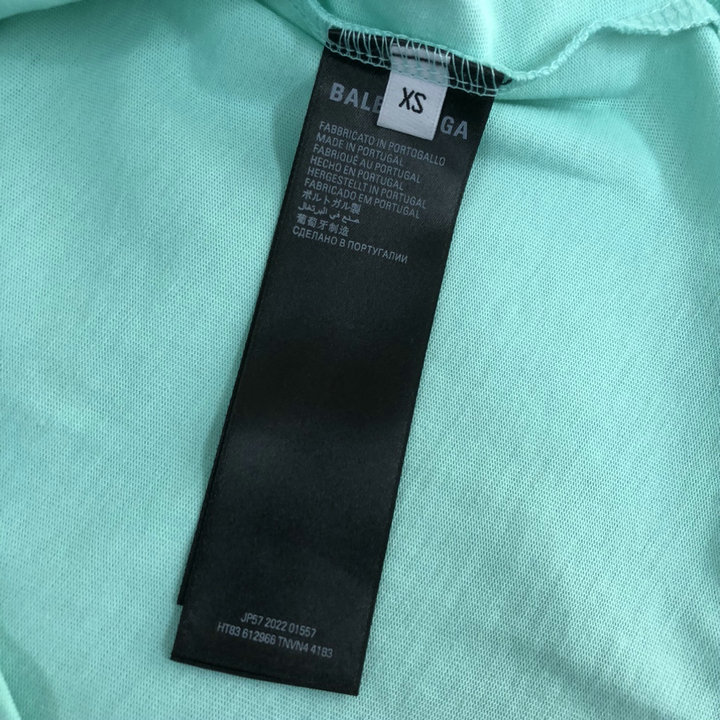 XS
BALE GA
FABBRICATO IN PORTOGALLO
MADE IN PORTUGAL
FABRIQUÉ AU PORTUGAL
HECHO EN PORTUGAL
HERGESTELLT IN PORTUGAL
FABRICADO EM PORTUGAL
ポルトガル製
صنع في البرتغال
葡萄牙制造
СДЕЛАНО В ПОРТУГАЛИИ
JP57 2022 01557
HT83 612966 TNVN4 4183